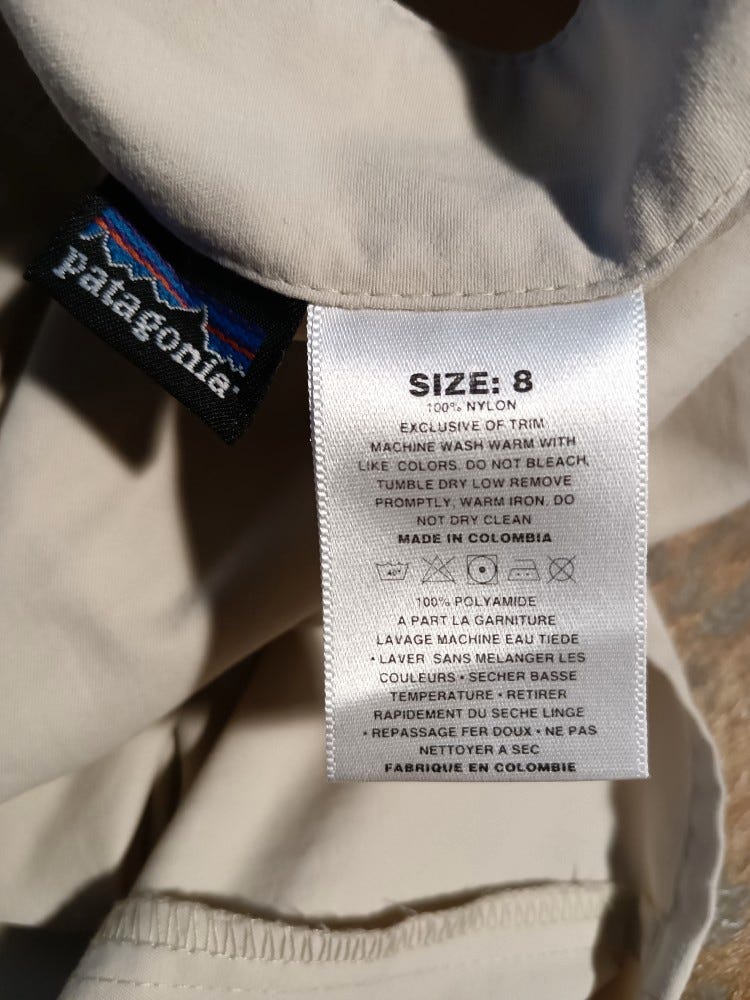 patagonia
SIZE: 8
100% NYLON
EXCLUSIVE OF TRIM
MACHINE WASH WARM WITH
LIKE COLORS, DO NOT BLEACH,
TUMBLE DRY LOW REMOVE
PROMPTLY, WARM IRON, DO
NOT DRY CLEAN
MADE IN COLOMBIA
40°
100% POLYAMIDE
A PART LA GARNITURE
LAVAGE MACHINE EAU TIEDE
• LAVER SANS MELANGER LES
COULEURS • SECHER BASSE
TEMPERATURE • RETIRER
RAPIDEMENT DU SECHE LINGE
• REPASSAGE FER DOUX • NE PAS
NETTOYER A SEC
FABRIQUE EN COLOMBIE